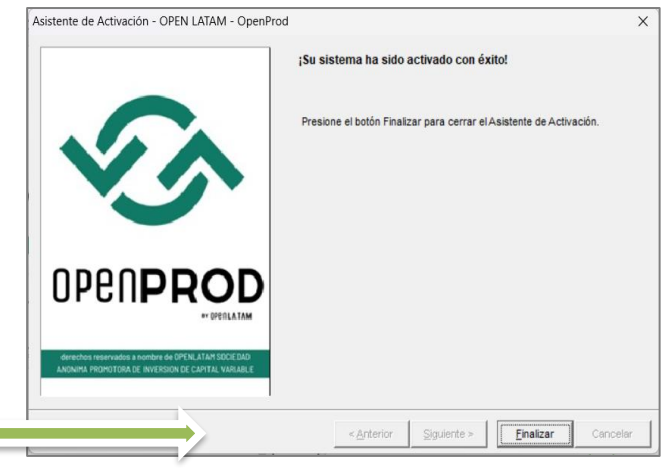 Asistente de Activación - OPEN LATAM - OpenProd
¡Su sistema ha sido activado con éxito!
Presione el botón Finalizar para cerrar el Asistente de Activación.
OPENPROD
BY OPENLATAM
derechos reservados a nombre de OPENLATAM SOCIEDAD
ANONIMA PROMOTORA DE INVERSION DE CAPITAL VARIABLE
< Anterior
Siguiente >
Finalizar
Cancelar